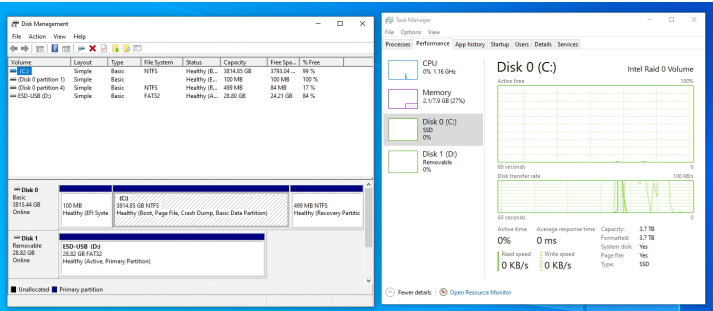 Disk Management
File Action View Help
Volume Layout Type File System Status Capacity Free Spa... % Free
(C:) Simple Basic NTFS Healthy (B... 3814.85 GB 3793.04 ... 99 %
(Disk 0 partition 1) Simple Basic Healthy (E... 100 MB 100 MB 100 %
(Disk 0 partition 4) Simple Basic NTFS Healthy (R... 499 MB 84 MB 17 %
ESD-USB (D:) Simple Basic FAT32 Healthy (A... 28.80 GB 24.21 GB 84 %
Disk 0
Basic
3815.44 GB
Online
100 MB
Healthy (EFI Syste
(C:)
3814.85 GB NTFS
Healthy (Boot, Page File, Crash Dump, Basic Data Partition)
499 MB NTFS
Healthy (Recovery Partitic
Disk 1
Removable
28.82 GB
Online
ESD-USB (D:)
28.82 GB FAT32
Healthy (Active, Primary Partition)
Unallocated Primary partition
Task Manager
File Options View
Processes Performance App history Startup Users Details Services
CPU
0% 1.16 GHz
Memory
2.1/7.9 GB (27%)
Disk 0 (C:)
SSD
0%
Disk 1 (D:)
Removable
0%
Disk 0 (C:) Intel Raid 0 Volume
Active time 100%
60 seconds 0
Disk transfer rate 100 KB/s
60 seconds 0
Active time
0%
Average response time
0 ms
Read speed
0 KB/s
Write speed
0 KB/s
Capacity: 3.7 TB
Formatted: 3.7 TB
System disk: Yes
Page file: Yes
Type: SSD
Fewer details Open Resource Monitor